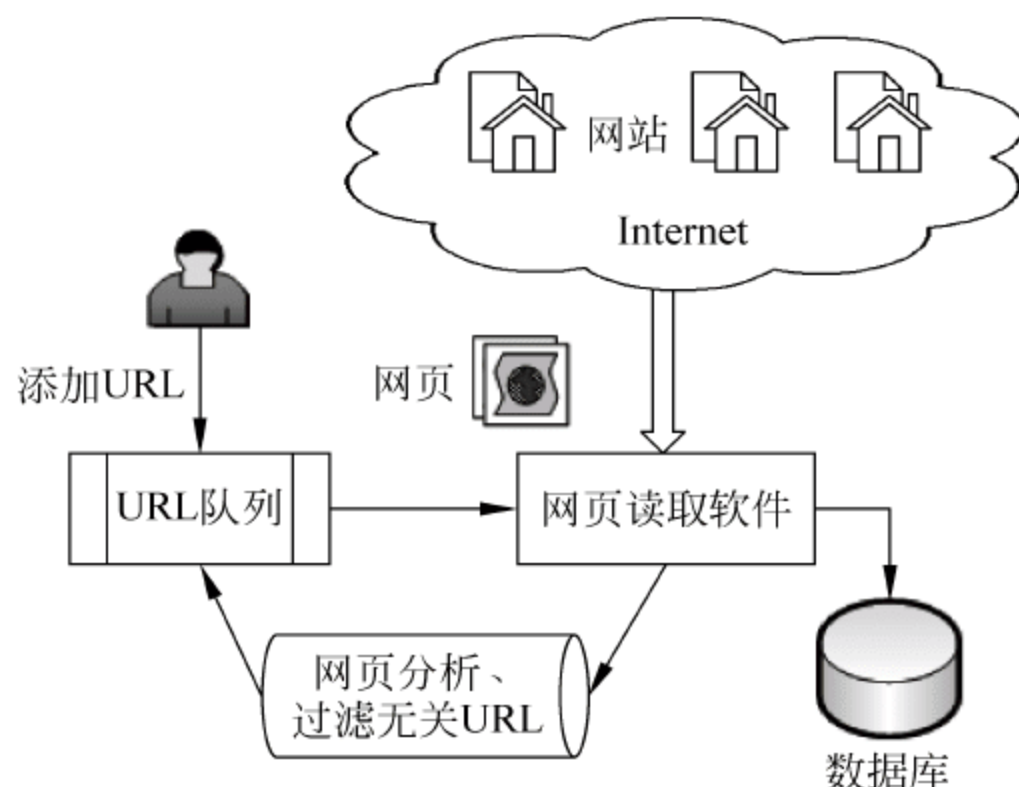 网站
Internet
添加URL
网页
URL队列
网页读取软件
网页分析、
过滤无关URL
数据库